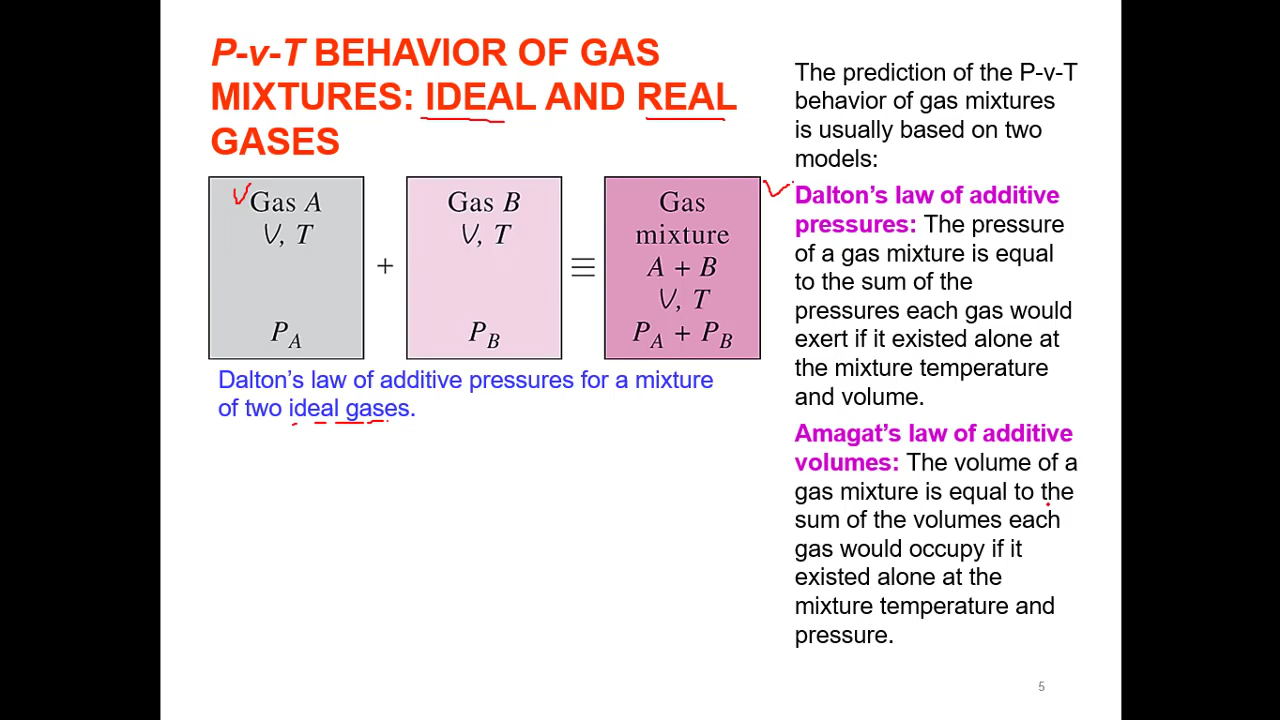 P-v-T BEHAVIOR OF GAS
MIXTURES: IDEAL AND REAL
GASES
Gas A
V, T
P_A
+
Gas B
V, T
P_B
≡
Gas
mixture
A + B
V, T
P_A + P_B
Dalton’s law of additive pressures for a mixture
of two ideal gases.
The prediction of the P-v-T
behavior of gas mixtures
is usually based on two
models:
Dalton’s law of additive
pressures: The pressure
of a gas mixture is equal
to the sum of the
pressures each gas would
exert if it existed alone at
the mixture temperature
and volume.
Amagat’s law of additive
volumes: The volume of a
gas mixture is equal to the
sum of the volumes each
gas would occupy if it
existed alone at the
mixture temperature and
pressure.
5